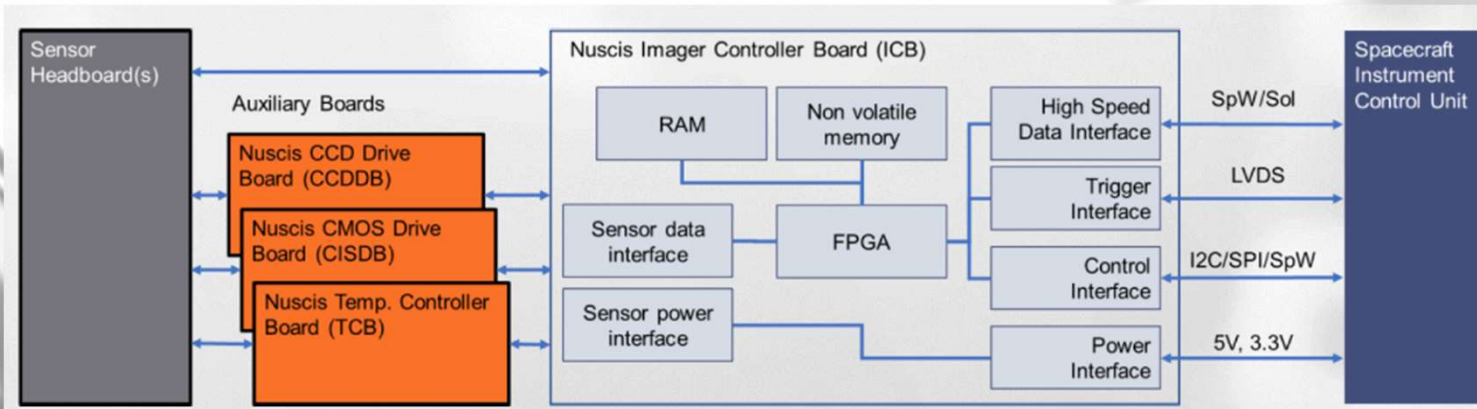 Sensor
Headboard(s)
Auxiliary Boards
Nuscis CCD Drive
Board (CCDDB)
Nuscis CMOS Drive
Board (CISDB)
Nuscis Temp. Controller
Board (TCB)
Nuscis Imager Controller Board (ICB)
RAM
Non volatile
memory
Sensor data
interface
FPGA
Sensor power
interface
High Speed
Data Interface
Trigger
Interface
Control
Interface
Power
Interface
SpW/Sol
LVDS
I2C/SPI/SpW
5V, 3.3V
Spacecraft
Instrument
Control Unit